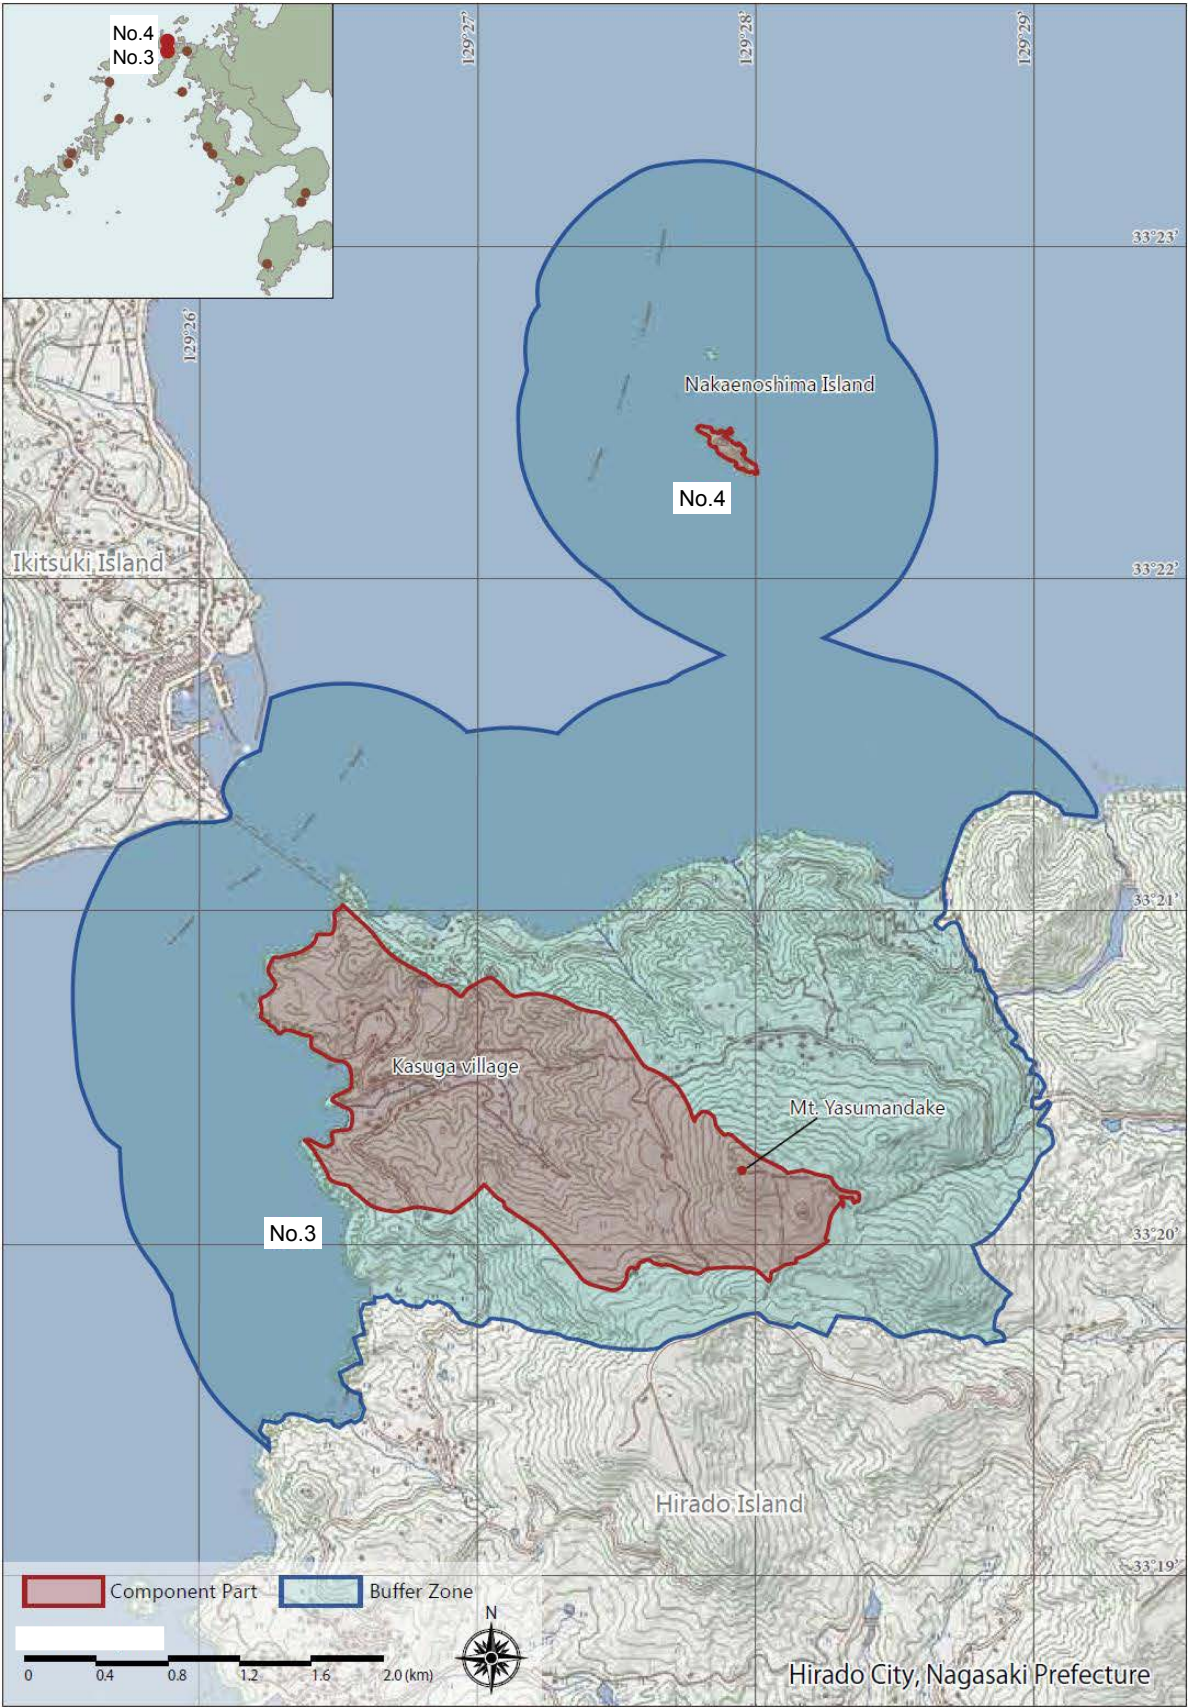 No.4
No.3
129°27'
129°28'
129°29'
33°23'
129°26'
Nakaenoshima Island
No.4
Ikitsuki Island
33°22'
33°21'
Kasuga village
Mt. Yasumandake
No.3
33°20'
Hirado Island
33°19'
Component Part
Buffer Zone
N
0 0.4 0.8 1.2 1.6 2.0 (km)
Hirado City, Nagasaki Prefecture